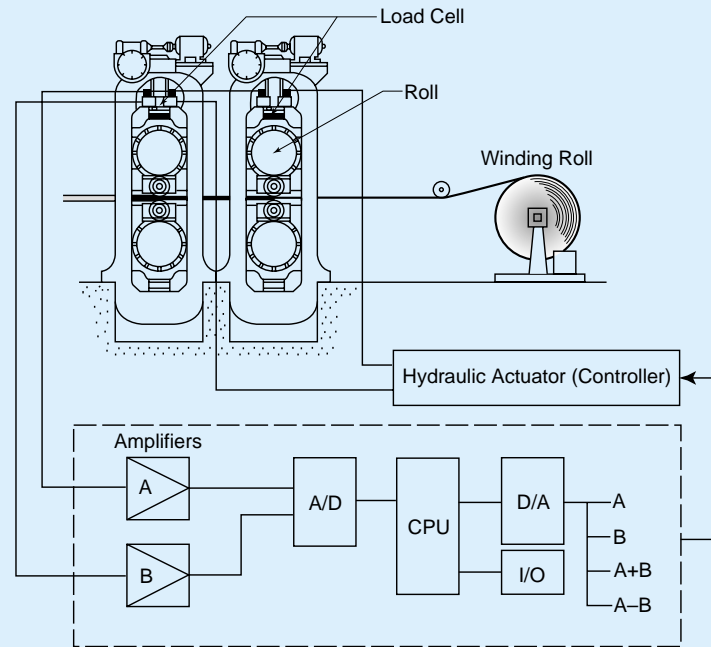 Load Cell
Roll
Winding Roll
Hydraulic Actuator (Controller)
Amplifiers
A
B
A/D
CPU
D/A
I/O
A
B
A+B
A–B